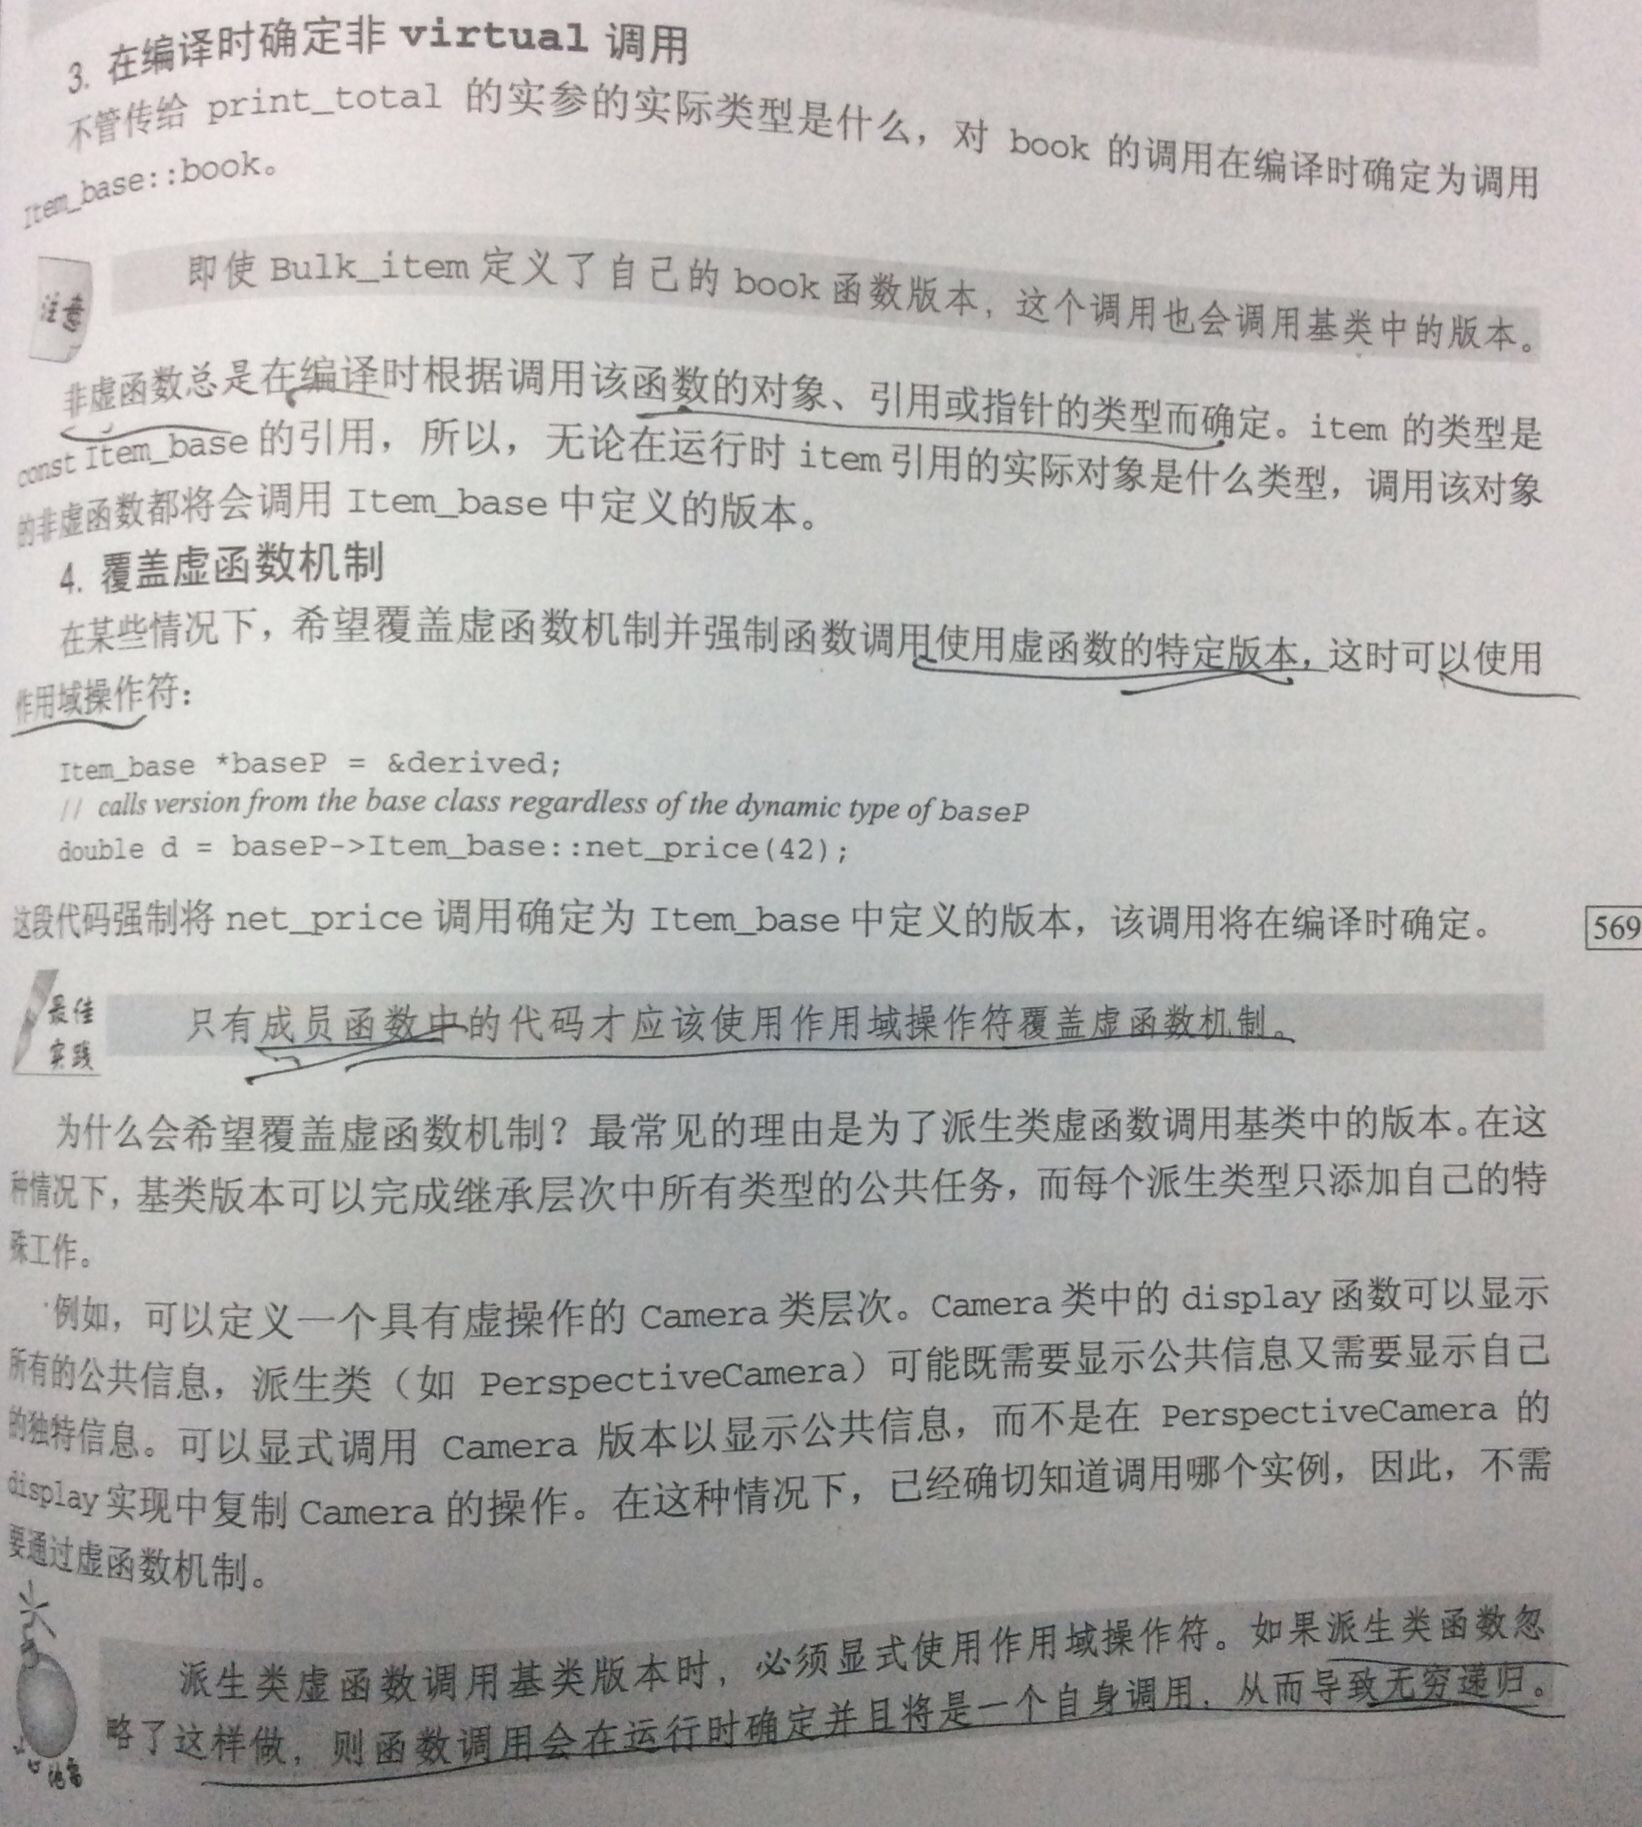 3. 在编译时确定非 virtual 调用
不管传给 print_total 的实参的实际类型是什么，对 book 的调用在编译时确定为调用
Item_base::book。
注意
即使 Bulk_item 定义了自己的 book 函数版本，这个调用也会调用基类中的版本。
非虚函数总是在编译时根据调用该函数的对象、引用或指针的类型而确定。item 的类型是
const Item_base 的引用，所以，无论在运行时 item 引用的实际对象是什么类型，调用该对象
的非虚函数都将会调用 Item_base 中定义的版本。
4. 覆盖虚函数机制
在某些情况下，希望覆盖虚函数机制并强制函数调用使用虚函数的特定版本，这时可以使用
作用域操作符：
Item_base *baseP = &derived;
// calls version from the base class regardless of the dynamic type of baseP
double d = baseP->Item_base::net_price(42);
这段代码强制将 net_price 调用确定为 Item_base 中定义的版本，该调用将在编译时确定。
569
最佳
实践
只有成员函数中的代码才应该使用作用域操作符覆盖虚函数机制。
为什么会希望覆盖虚函数机制？最常见的理由是为了派生类虚函数调用基类中的版本。在这
种情况下，基类版本可以完成继承层次中所有类型的公共任务，而每个派生类型只添加自己的特
殊工作。
例如，可以定义一个具有虚操作的 Camera 类层次。Camera 类中的 display 函数可以显示
所有的公共信息，派生类（如 PerspectiveCamera）可能既需要显示公共信息又需要显示自己
的独特信息。可以显式调用 Camera 版本以显示公共信息，而不是在 PerspectiveCamera 的
display 实现中复制 Camera 的操作。在这种情况下，已经确切知道调用哪个实例，因此，不需
要通过虚函数机制。
小心地雷
派生类虚函数调用基类版本时，必须显式使用作用域操作符。如果派生类函数忽
略了这样做，则函数调用会在运行时确定并且将是一个自身调用，从而导致无穷递归。